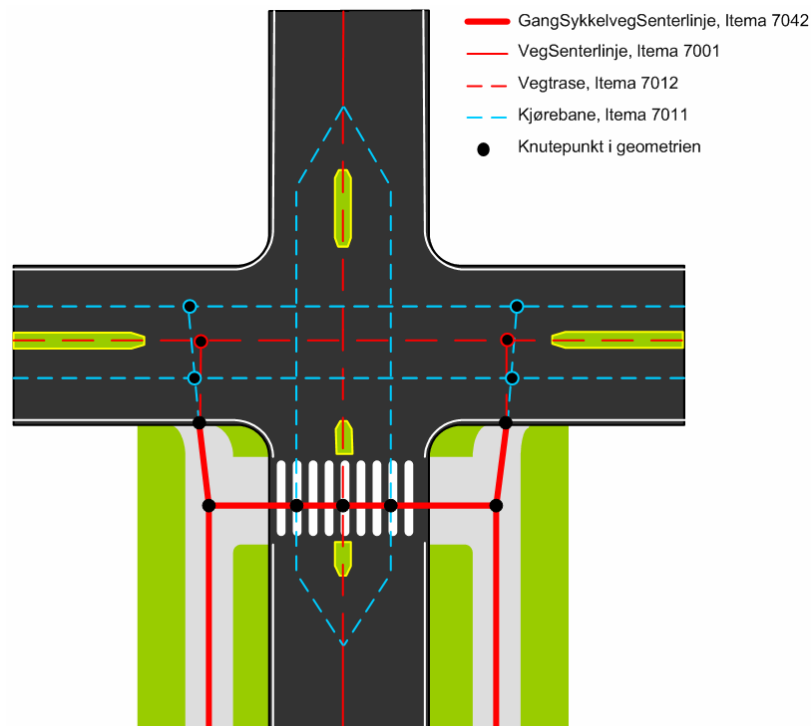 GangSykkelvegSenterlinje, Itema 7042
VegSenterlinje, Itema 7001
Vegtrase, Itema 7012
Kjørebane, Itema 7011
Knutepunkt i geometrien